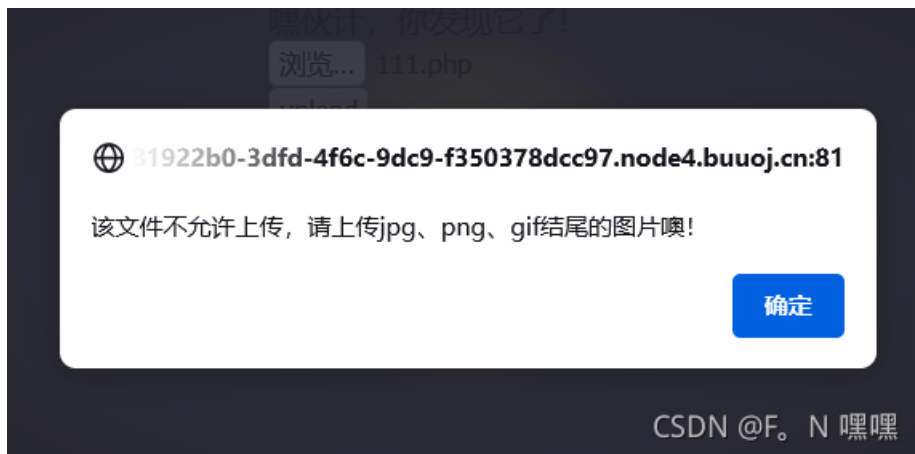 嘿伙计，你发现它了！
浏览... 111.php
upload
31922b0-3dfd-4f6c-9dc9-f350378dcc97.node4.buuoj.cn:81
该文件不允许上传，请上传jpg、png、gif结尾的图片噢！
确定
CSDN @F。N 嘿嘿